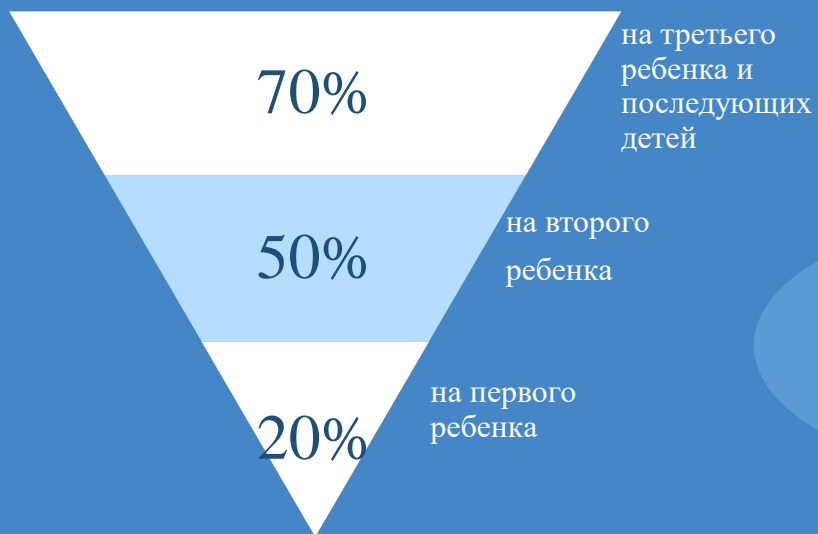 70%
на третьего
ребенка и
последующих
детей
50%
на второго
ребенка
20%
на первого
ребенка